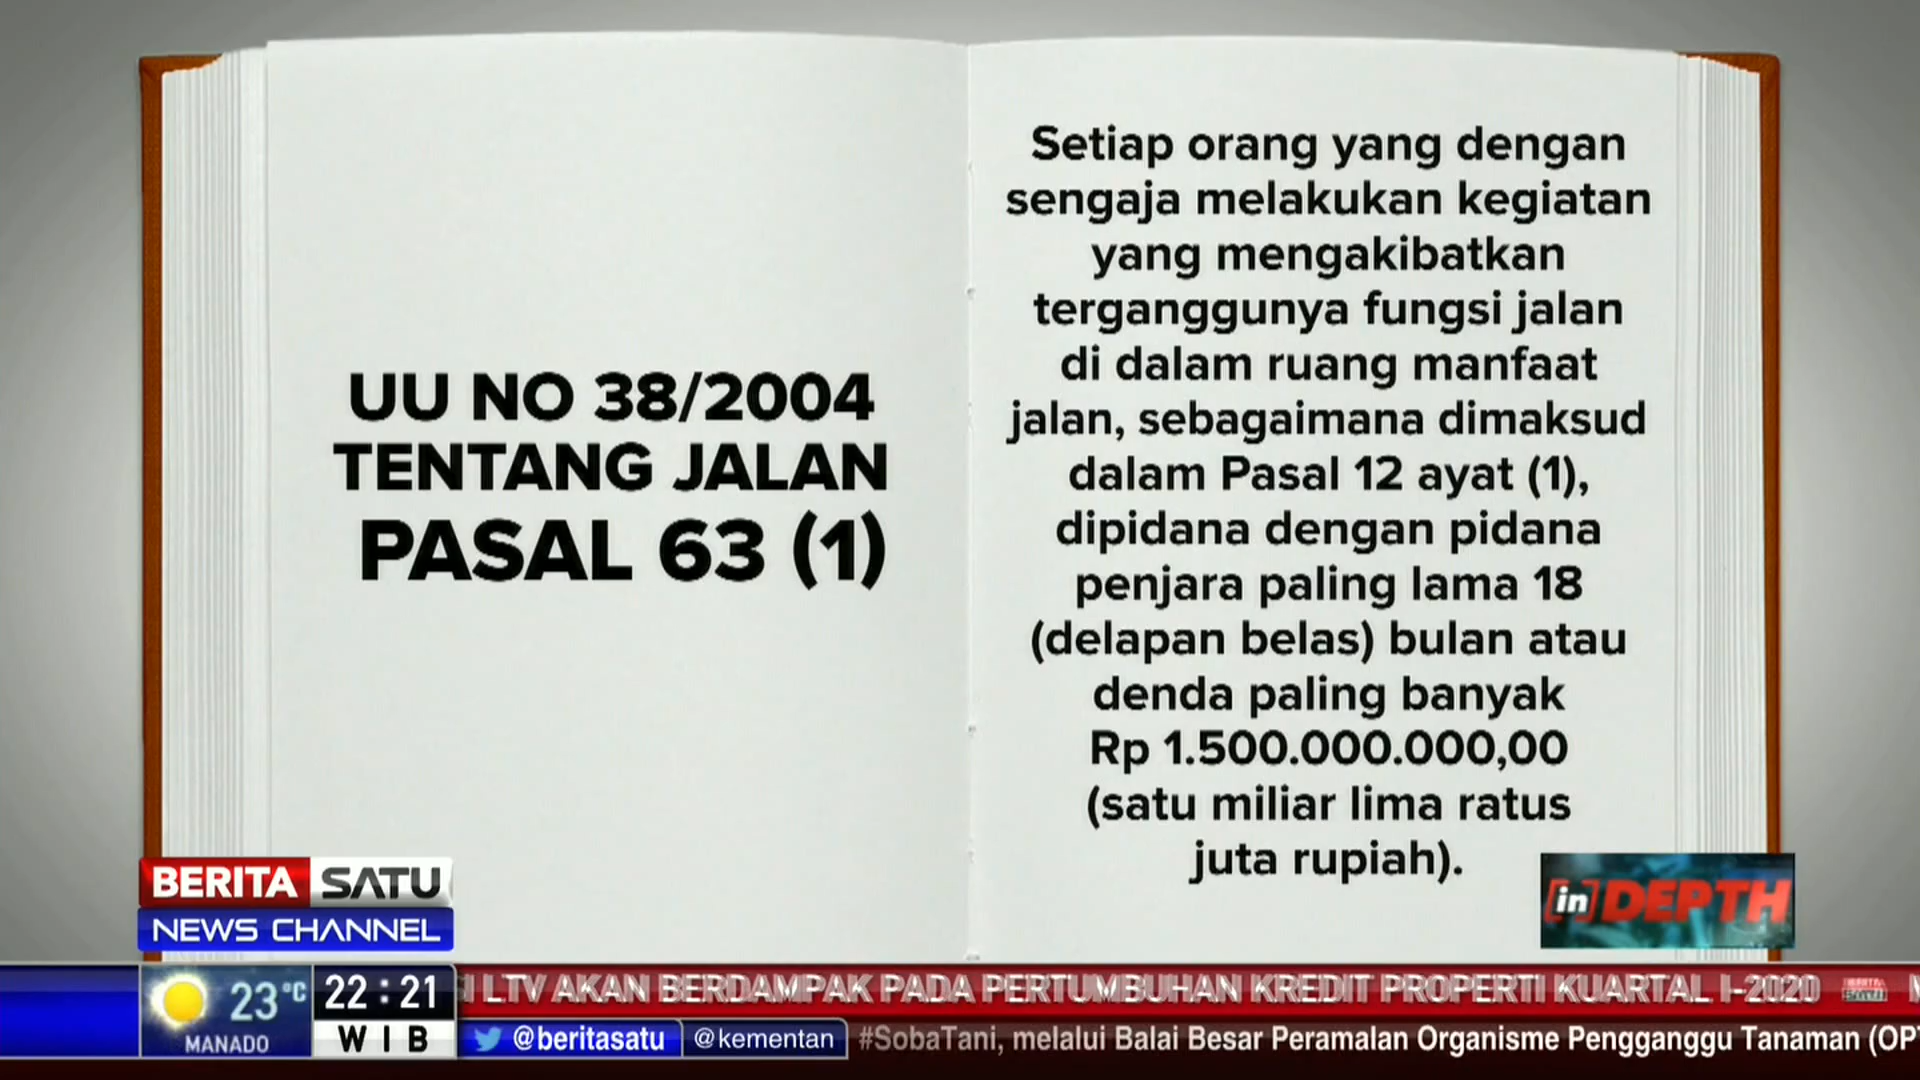 UU NO 38/2004
TENTANG JALAN
PASAL 63 (1)
Setiap orang yang dengan
sengaja melakukan kegiatan
yang mengakibatkan
terganggunya fungsi jalan
di dalam ruang manfaat
jalan, sebagaimana dimaksud
dalam Pasal 12 ayat (1),
dipidana dengan pidana
penjara paling lama 18
(delapan belas) bulan atau
denda paling banyak
Rp 1.500.000.000,00
(satu miliar lima ratus
juta rupiah).
BERITA SATU
NEWS CHANNEL
[in] DEPTH
23°C
MANADO
22:21
WIB
LTV AKAN BERDAMPAK PADA PERTUMBUHAN KREDIT PROPERTI KUARTAL I-2020
@beritasatu
@kementan
#SobaTani, melalui Balai Besar Peramalan Organisme Pengganggu Tanaman (OP